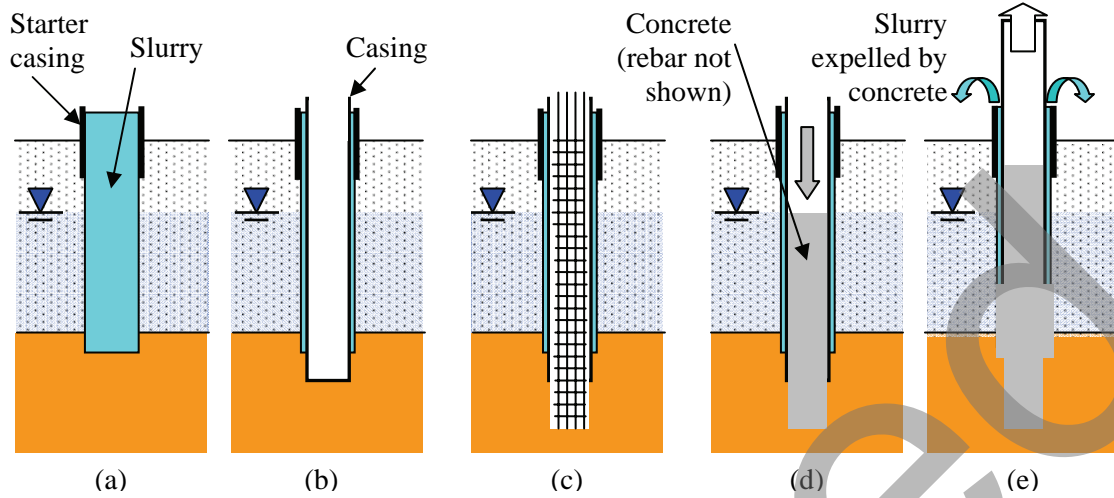 Starter
casing
Slurry
Casing
Concrete
(rebar not
shown)
Slurry
expelled by
concrete
(a)
(b)
(c)
(d)
(e)